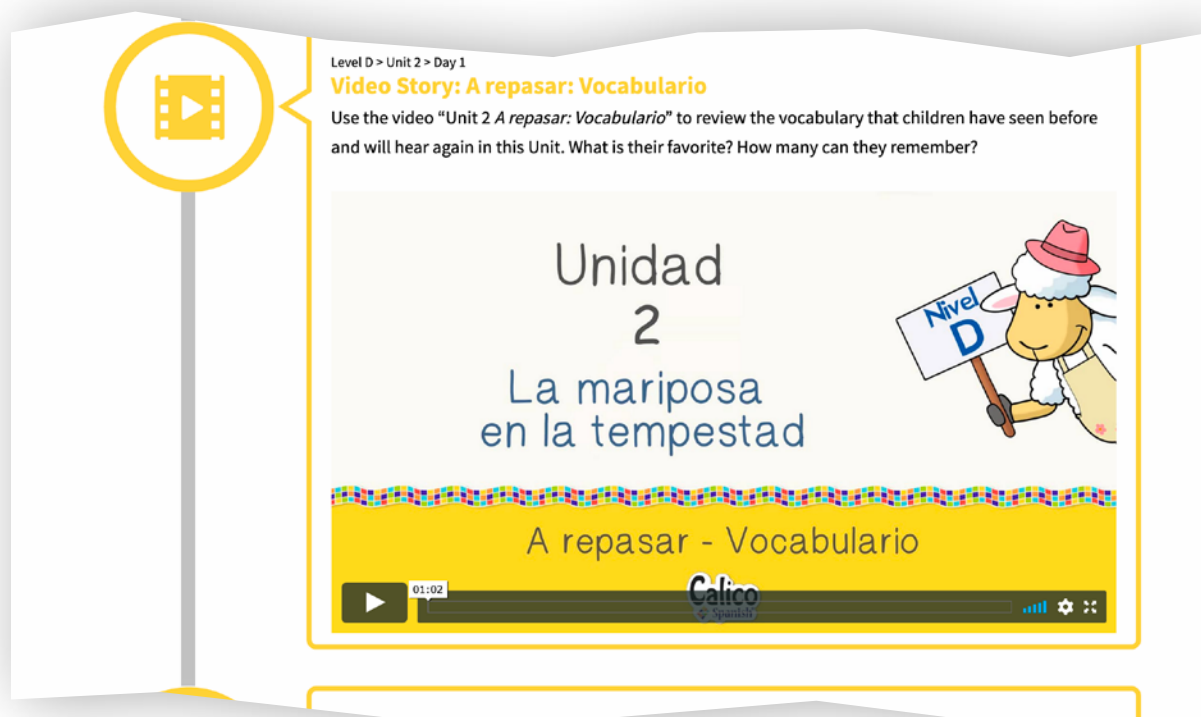 Level D > Unit 2 > Day 1
Video Story: A repasar: Vocabulario
Use the video “Unit 2 A repasar: Vocabulario” to review the vocabulary that children have seen before
and will hear again in this Unit. What is their favorite? How many can they remember?
Unidad
2
La mariposa
en la tempestad
Nivel
D
A repasar - Vocabulario
01:02
Calico
Spanish